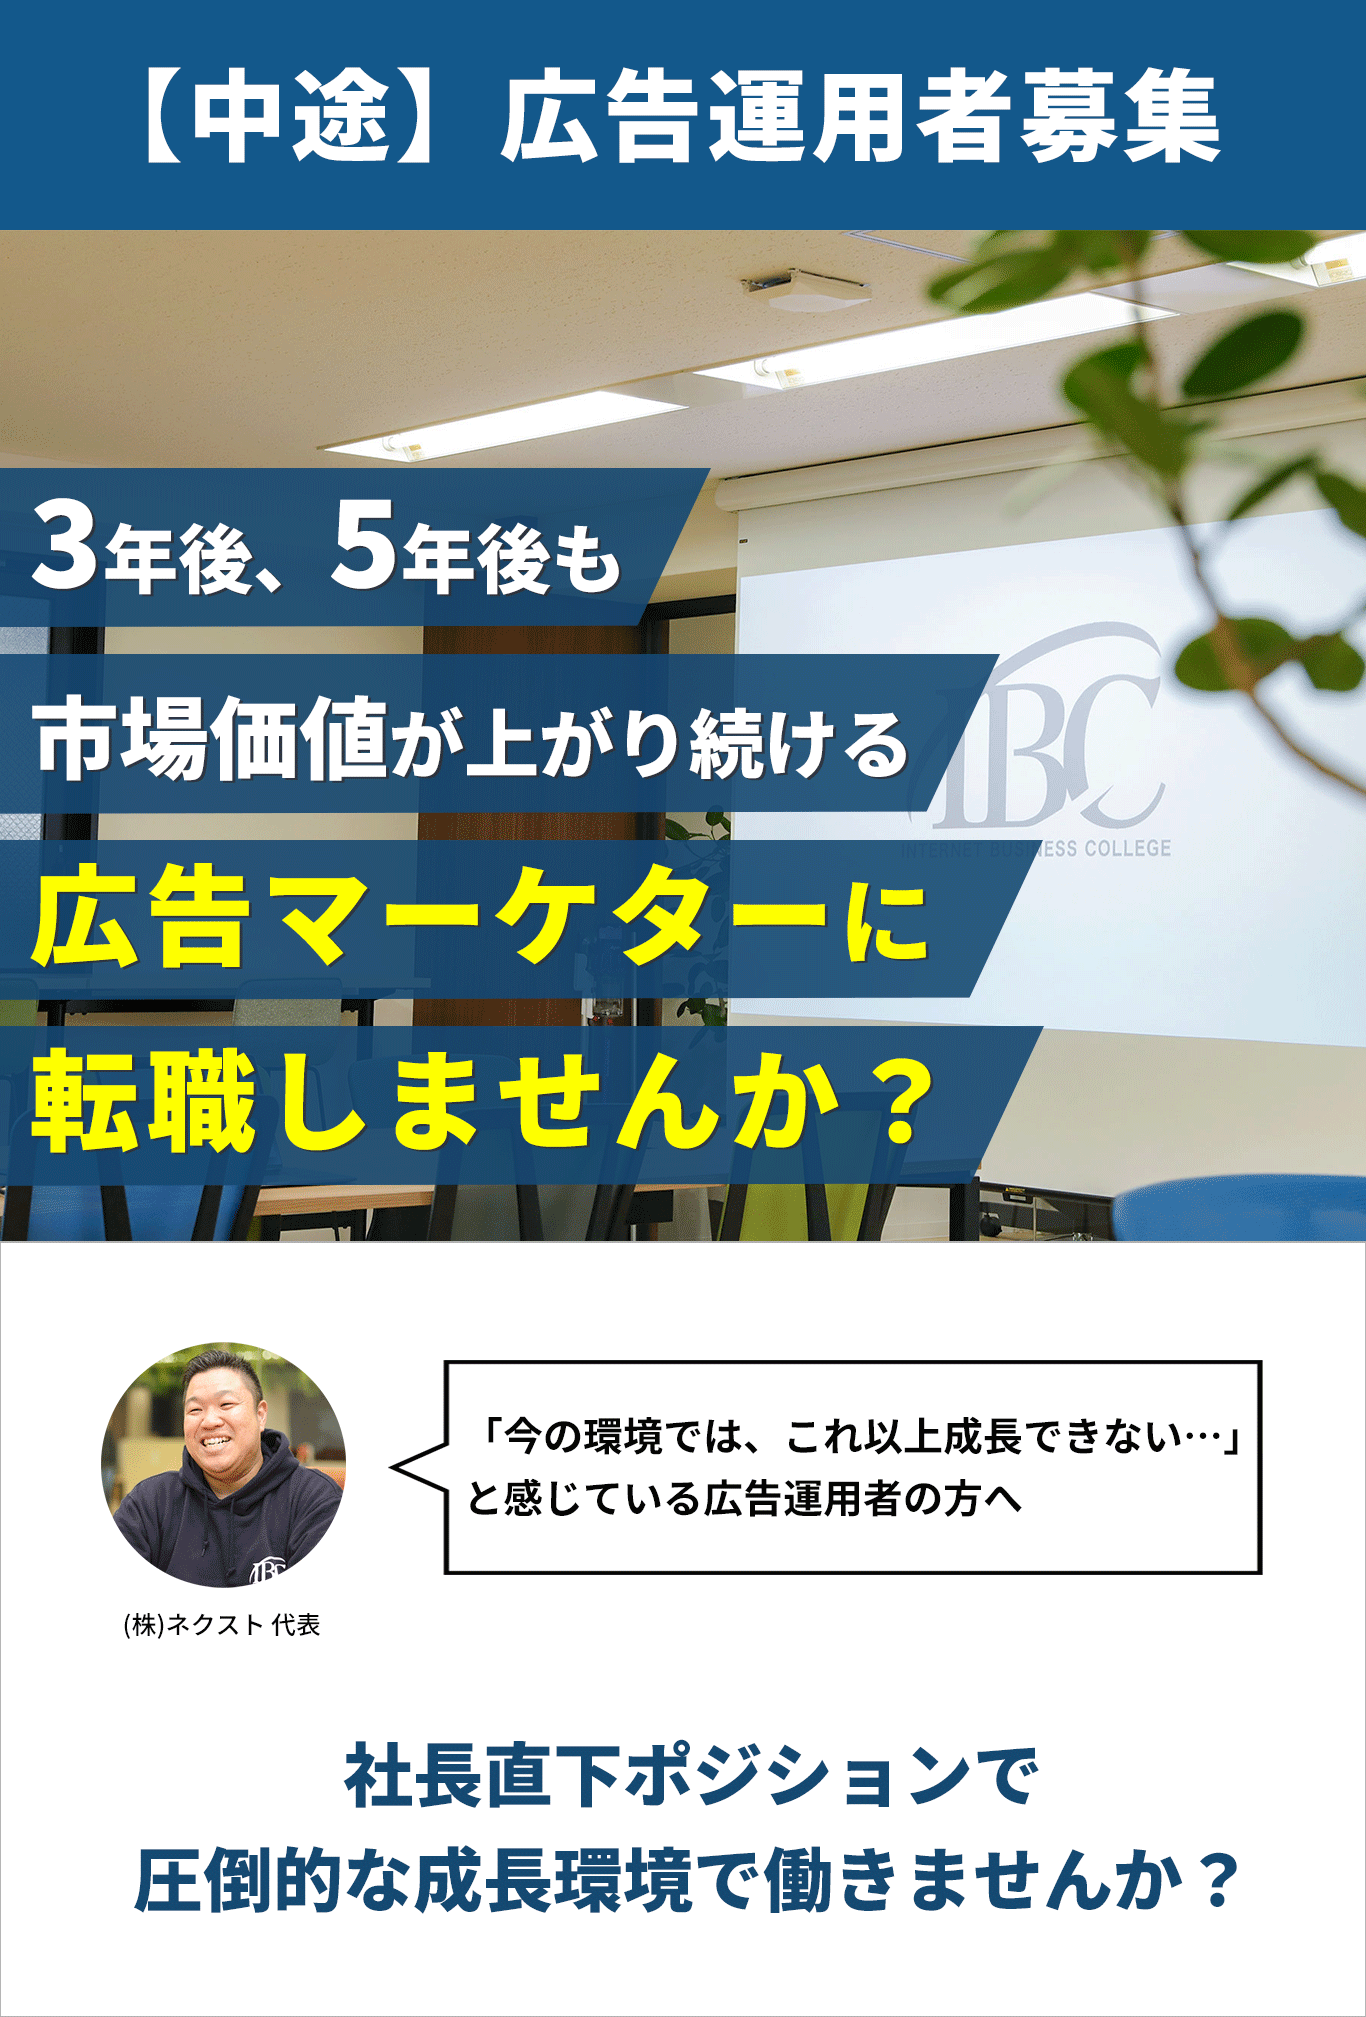 【中途】広告運用者募集
3年後、5年後も
市場価値が上がり続ける
IBC
INTERNET BUSINESS COLLEGE
広告マーケターに
転職しませんか？
「今の環境では、これ以上成長できない…」
と感じている広告運用者の方へ
IBC
(株)ネクスト 代表
社長直下ポジションで
圧倒的な成長環境で働きませんか？